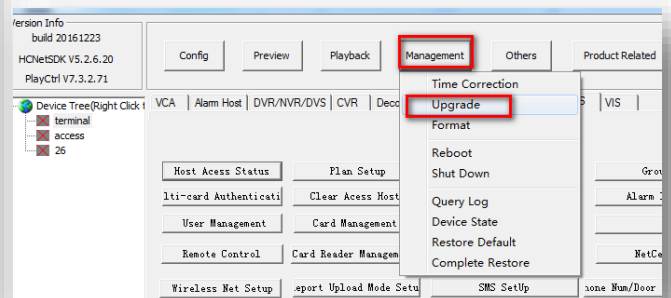 Version Info
build 20161223
HCNetSDK V5.2.6.20
PlayCtrl V7.3.2.71
Config
Preview
Playback
Management
Others
Product Related
Time Correction
Upgrade
Format
Reboot
Shut Down
Query Log
Device State
Restore Default
Complete Restore
Device Tree(Right Click t
terminal
access
26
VCA
Alarm Host
DVR/NVR/DVS
CVR
Deco
S
VIS
Host Acess Status
Plan Setup
Grou
lti-card Authenticati
Clear Acess Host
Alarm
User Management
Card Management
Remote Control
Card Reader Managem
NetCe
Wireless Net Setup
eport Upload Mode Setu
SMS SetUp
hone Num/Door